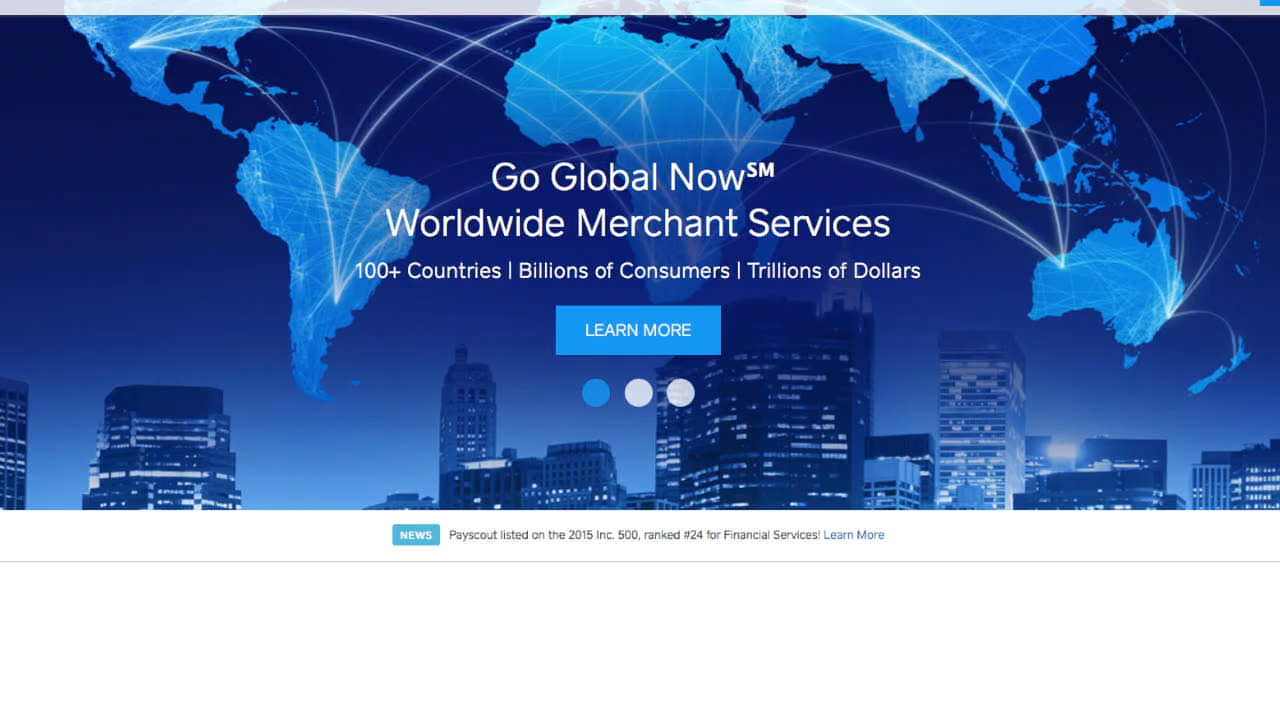 Go Global Now℠
Worldwide Merchant Services
100+ Countries | Billions of Consumers | Trillions of Dollars
LEARN MORE
NEWS Payscout listed on the 2015 Inc. 500, ranked #24 for Financial Services! Learn More